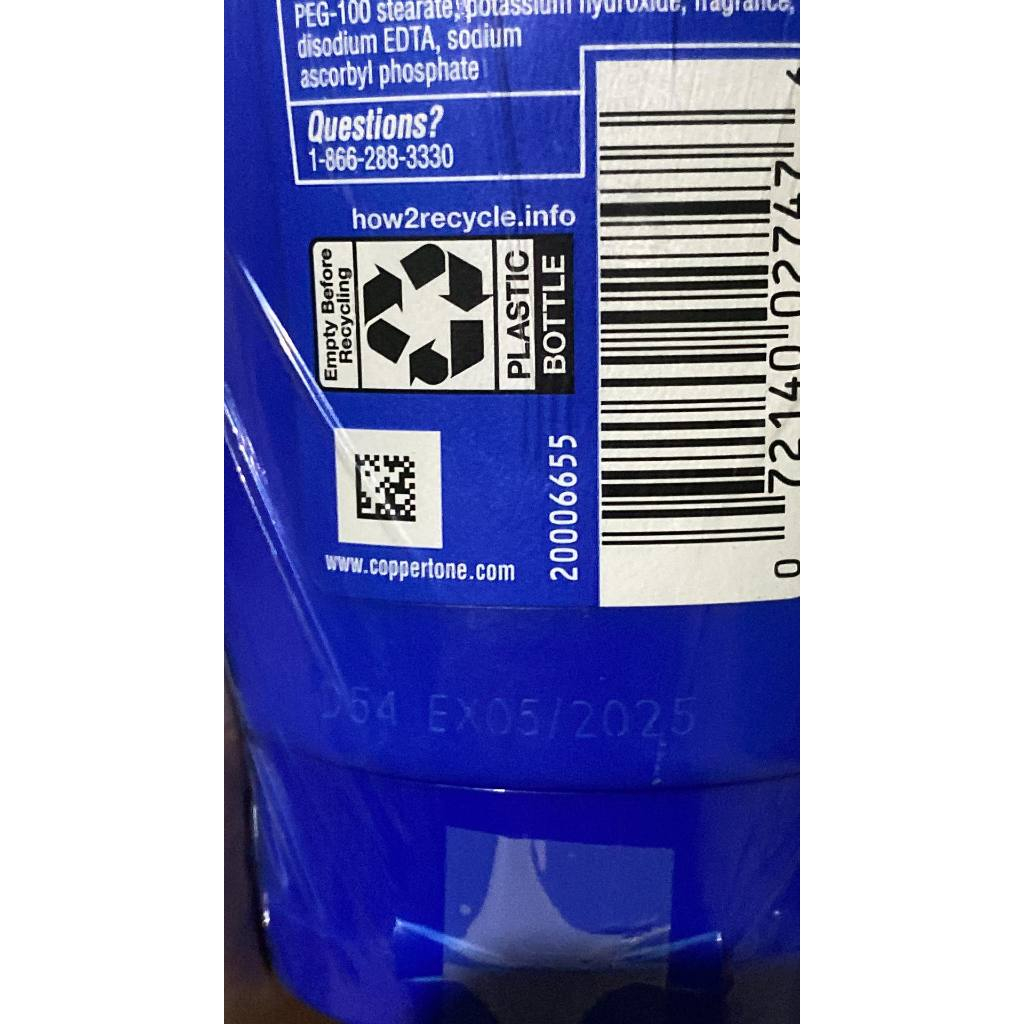 PEG-100 stearate, potassium hydroxide, fragrance,
disodium EDTA, sodium
ascorbyl phosphate
Questions?
1-866-288-3330
how2recycle.info
Empty Before
Recycling
PLASTIC
BOTTLE
www.coppertone.com
20006655
0 72140 02747
64 EX05/2025